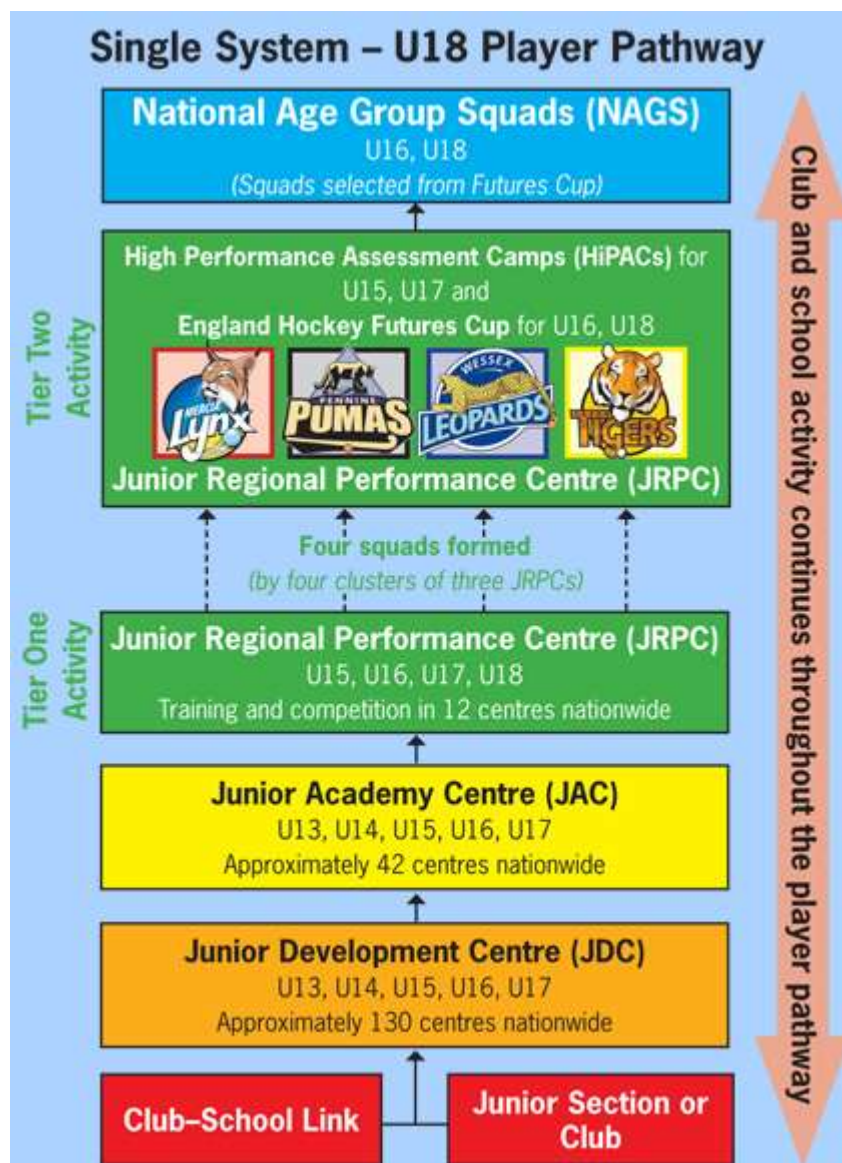 Single System – U18 Player Pathway
National Age Group Squads (NAGS)
U16, U18
(Squads selected from Futures Cup)
High Performance Assessment Camps (HiPACs) for
U15, U17 and
England Hockey Futures Cup for U16, U18
MERCIA
Lynx
PENNINE
PUMAS
WESSEX
LEOPARDS
TIGERS
Junior Regional Performance Centre (JRPC)
Tier Two
Activity
Four squads formed
(by four clusters of three JRPCs)
Junior Regional Performance Centre (JRPC)
U15, U16, U17, U18
Training and competition in 12 centres nationwide
Tier One
Activity
Junior Academy Centre (JAC)
U13, U14, U15, U16, U17
Approximately 42 centres nationwide
Junior Development Centre (JDC)
U13, U14, U15, U16, U17
Approximately 130 centres nationwide
Club–School Link
Junior Section or
Club
Club and school activity continues throughout the player pathway